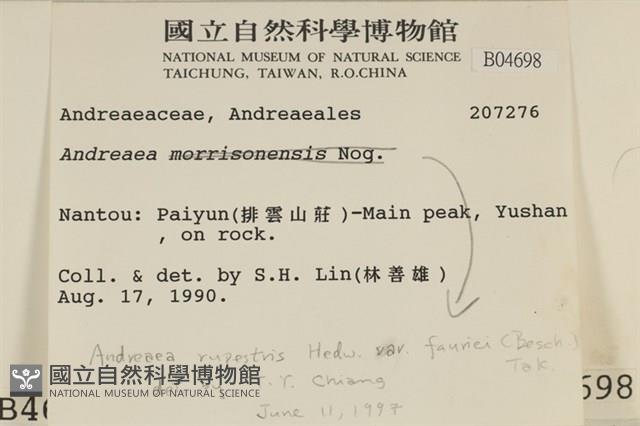 國立自然科學博物館
NATIONAL MUSEUM OF NATURAL SCIENCE
TAICHUNG, TAIWAN, R.O.CHINA
B04698
Andreaeaceae, Andreaeales 207276
Andreaea morrisonensis Nog.
Nantou: Paiyun(排雲山莊)-Main peak, Yushan
, on rock.
Coll. & det. by S.H. Lin(林善雄)
Aug. 17, 1990.
Andreaea rupestris Hedw. var. fauriei (Besch.)
Tak.
Chiang
June 11, 1997
國立自然科學博物館
NATIONAL MUSEUM OF NATURAL SCIENCE
B04
698